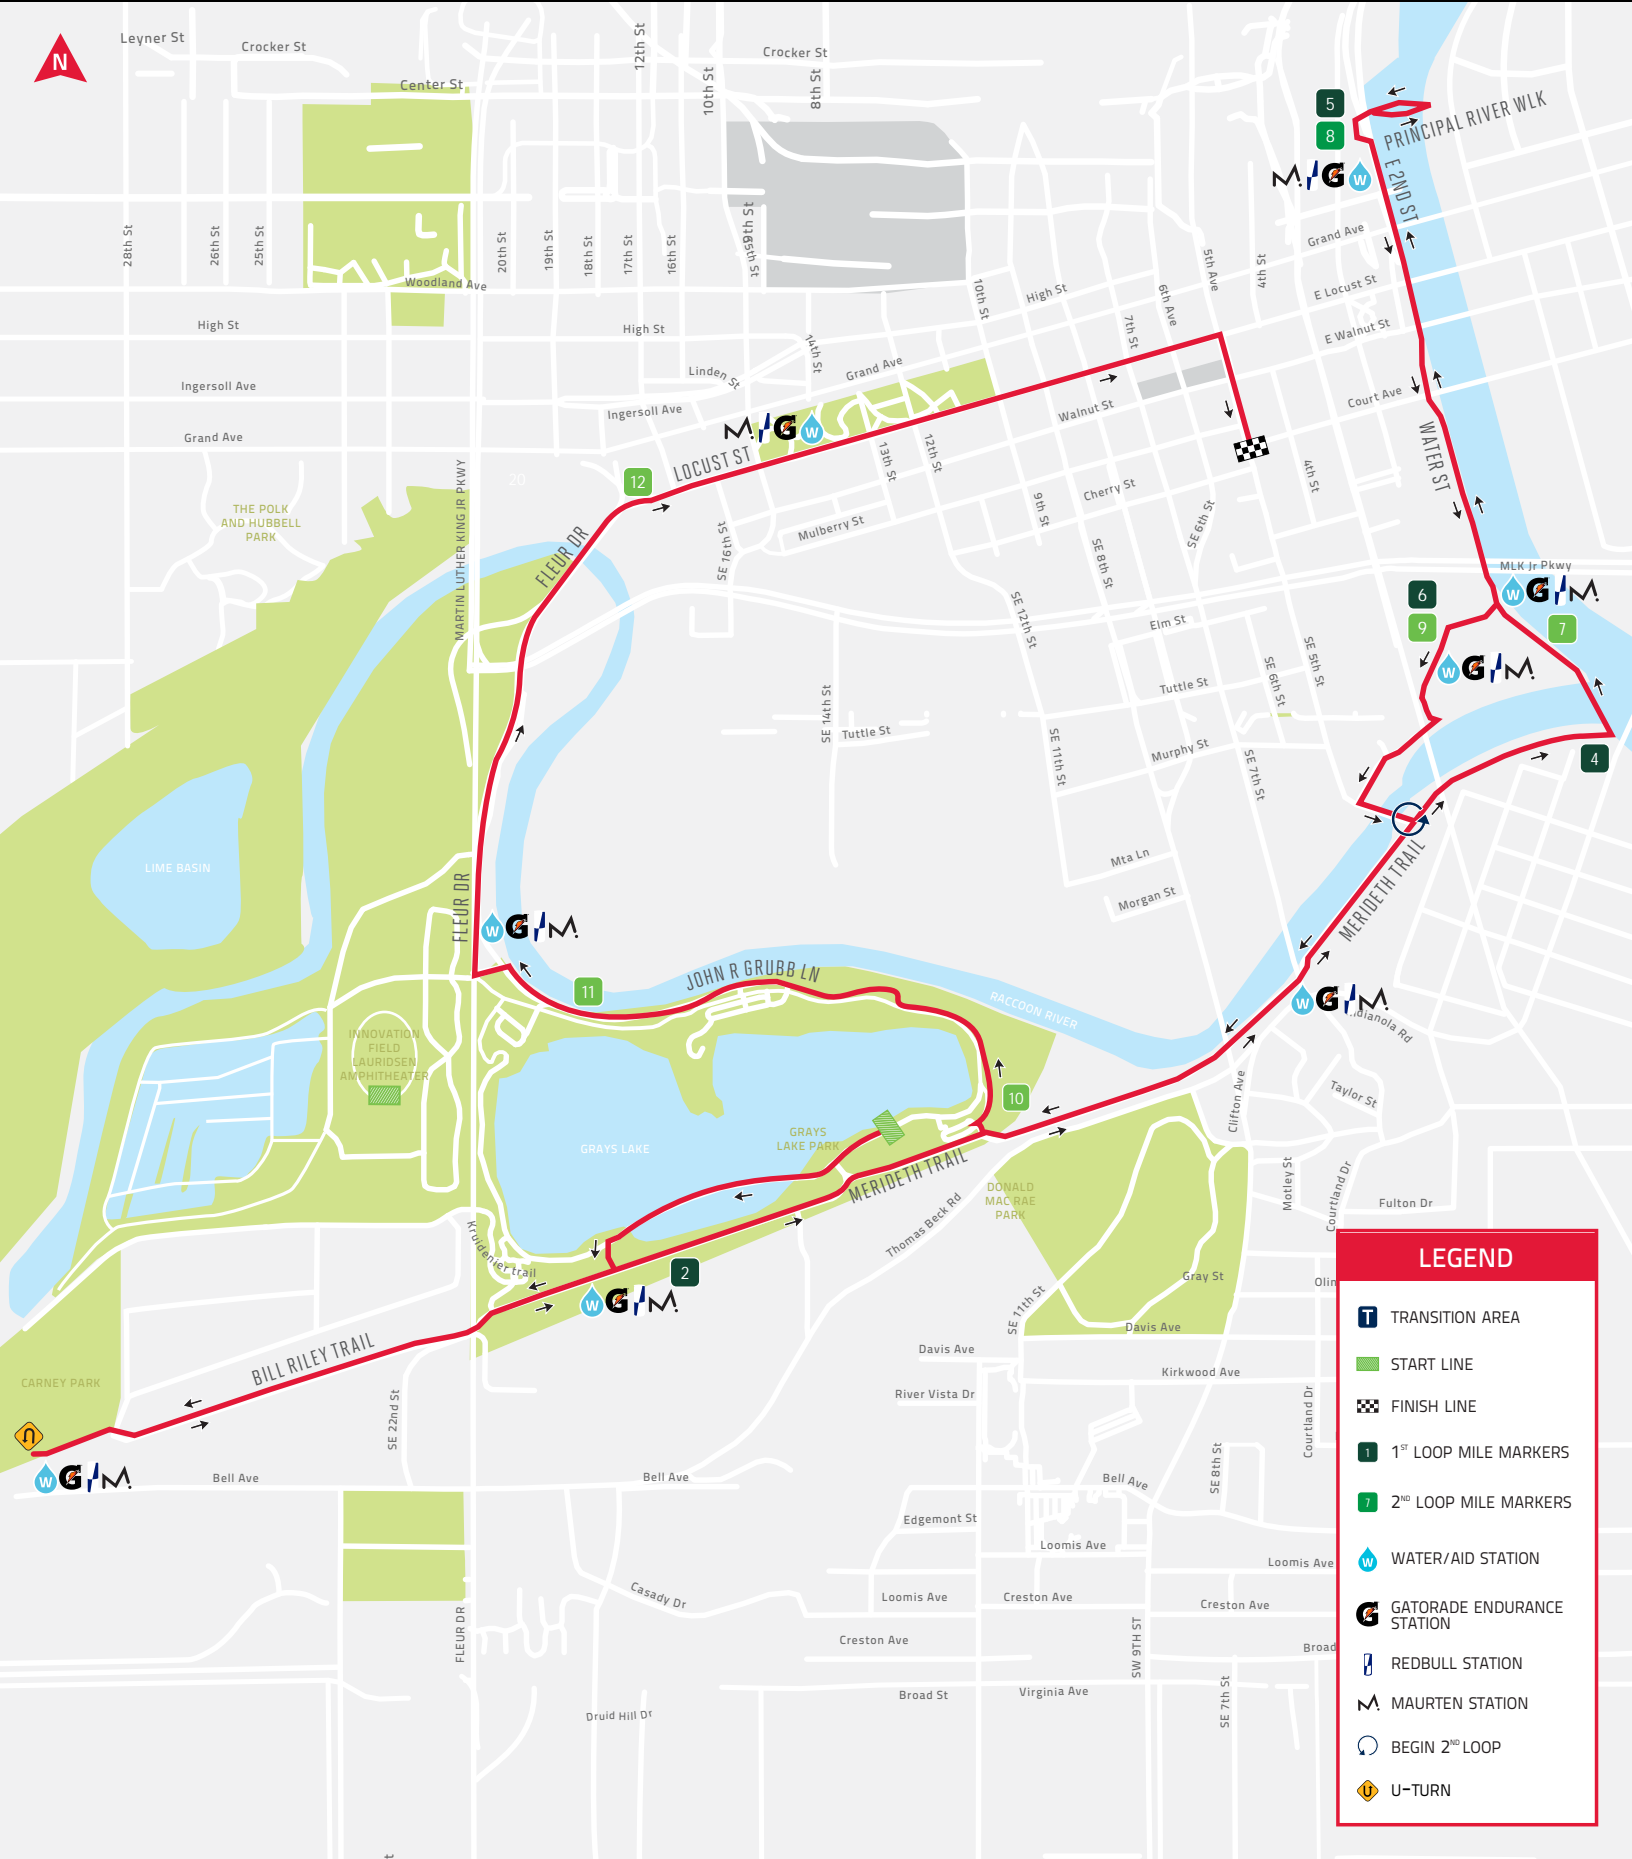 N
Leyner St
Crocker St
Center St
12th St
10th St
Crocker St
8th St
5
8
PRINCIPAL RIVER WLK
E 2ND ST
M.
G
W
Grand Ave
E Locust St
E Walnut St
Court Ave
WATER ST
28th St
26th St
25th St
20th St
19th St
18th St
17th St
16th St
15th St
10th St
High St
7th St
6th Ave
5th Ave
4th St
Woodland Ave
High St
High St
14th St
Linden St
Grand Ave
Ingersoll Ave
Ingersoll Ave
Grand Ave
M.
G
W
LOCUST ST
Walnut St
13th St
12th St
Cherry St
9th St
4th St
SE 6th St
Mulberry St
SE 16th St
SE 8th St
12
20
THE POLK
AND HUBBELL
PARK
MARTIN LUTHER KING JR PKWY
FLEUR DR
MLK Jr Pkwy
W
G
M.
6
9
7
W
G
M.
4
SE 12th St
Elm St
SE 5th St
SE 6th St
Tuttle St
SE 14th St
Tuttle St
SE 11th St
Murphy St
SE 7th St
Mta Ln
Morgan St
MERIDETH TRAIL
LIME BASIN
FLEUR DR
W
G
M.
11
JOHN R GRUBB LN
RACCOON RIVER
W
G
M.
INNOVATION
FIELD
LAURIDSEN
AMPHITHEATER
10
Taylor St
Clifton Ave
GRAYS LAKE
GRAYS
LAKE PARK
MERIDETH TRAIL
Thomas Beck Rd
DONALD
MAC RAE
PARK
Motley St
Courtland Dr
Fulton Dr
Kruidenier trail
2
W
G
M.
Gray St
SE 11th St
Davis Ave
BILL RILEY TRAIL
CARNEY PARK
SE 22nd St
Davis Ave
Kirkwood Ave
River Vista Dr
Courtland Dr
W
G
M.
Bell Ave
Bell Ave
Bell Ave
SE 8th St
Edgemont St
Loomis Ave
Loomis Ave
Casady Dr
Loomis Ave
Creston Ave
Creston Ave
FLEUR DR
Creston Ave
SW 9TH ST
Broad
Broad St
Virginia Ave
SE 7th St
Druid Hill Dr
LEGEND
T TRANSITION AREA
START LINE
FINISH LINE
1 1ST LOOP MILE MARKERS
7 2ND LOOP MILE MARKERS
W WATER/AID STATION
G GATORADE ENDURANCE
STATION
REDBULL STATION
M. MAURTEN STATION
BEGIN 2ND LOOP
U-TURN